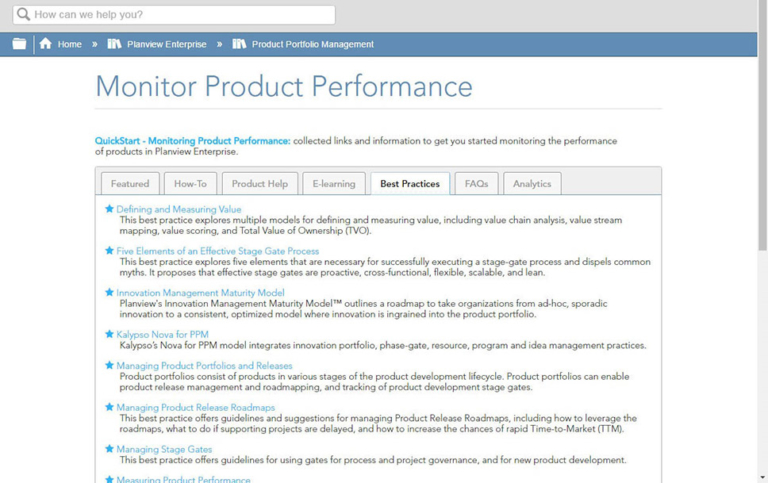 How can we help you?
Home » Planview Enterprise » Product Portfolio Management
Monitor Product Performance
QuickStart - Monitoring Product Performance: collected links and information to get you started monitoring the performance
of products in Planview Enterprise.
Featured How-To Product Help E-learning Best Practices FAQs Analytics
Defining and Measuring Value
This best practice explores multiple models for defining and measuring value, including value chain analysis, value stream
mapping, value scoring, and Total Value of Ownership (TVO).
Five Elements of an Effective Stage Gate Process
This best practice explores five elements that are necessary for successfully executing a stage-gate process and dispels common
myths. It proposes that effective stage gates are proactive, cross-functional, flexible, scalable, and lean.
Innovation Management Maturity Model
Planview's Innovation Management Maturity Model™ outlines a roadmap to take organizations from ad-hoc, sporadic
innovation to a consistent, optimized model where innovation is ingrained into the product portfolio.
Kalypso Nova for PPM
Kalypso's Nova for PPM model integrates innovation portfolio, phase-gate, resource, program and idea management practices.
Managing Product Portfolios and Releases
Product portfolios consist of products in various stages of the product development lifecycle. Product portfolios can enable
product release management and roadmapping, and tracking of product development stage gates.
Managing Product Release Roadmaps
This best practice offers guidelines and suggestions for managing Product Release Roadmaps, including how to leverage the
roadmaps, what to do if supporting projects are delayed, and how to increase the chances of rapid Time-to-Market (TTM).
Managing Stage Gates
This best practice offers guidelines for using gates for process and project governance, and for new product development.
Measuring Product Performance